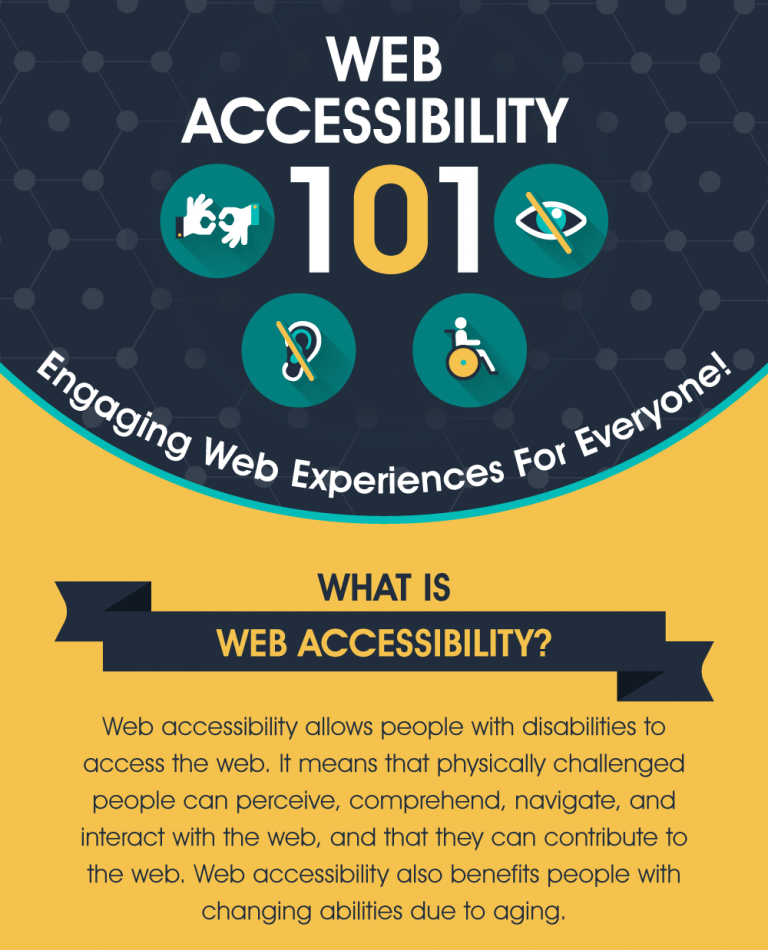 WEB
ACCESSIBILITY
101
Engaging Web Experiences For Everyone!
WHAT IS
WEB ACCESSIBILITY?
Web accessibility allows people with disabilities to
access the web. It means that physically challenged
people can perceive, comprehend, navigate, and
interact with the web, and that they can contribute to
the web. Web accessibility also benefits people with
changing abilities due to aging.